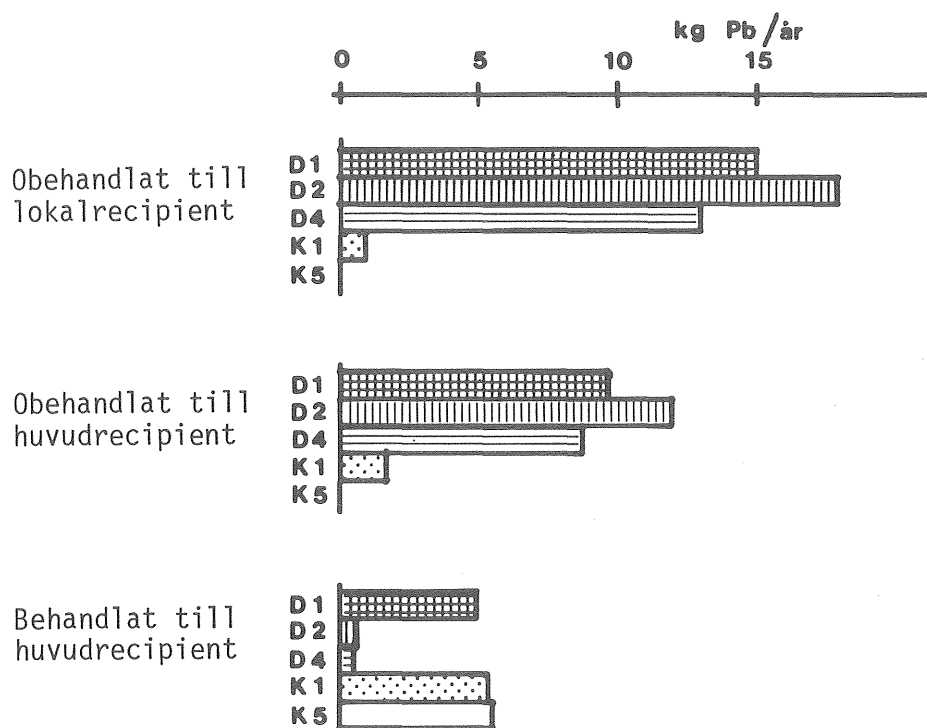 kg Pb/år
0 5 10 15
Obehandlat till
lokalrecipient
D1
D2
D4
K1
K5
Obehandlat till
huvudrecipient
D1
D2
D4
K1
K5
Behandlat till
huvudrecipient
D1
D2
D4
K1
K5